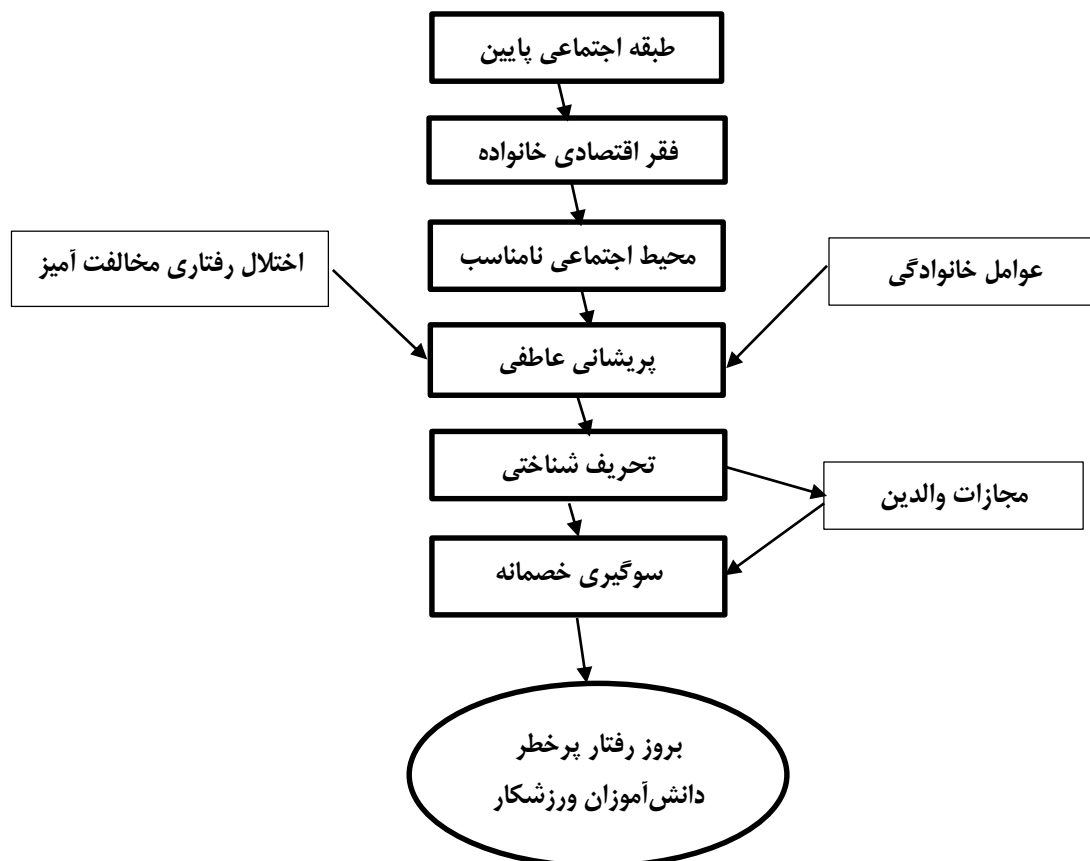 طبقه اجتماعی پایین
فقر اقتصادی خانواده
محیط اجتماعی نامناسب
اختلال رفتاری مخالفت آمیز
عوامل خانوادگی
پریشانی عاطفی
تحریف شناختی
مجازات والدین
سوگیری خصمانه
بروز رفتار پرخطر
دانش‌آموزان ورزشکار